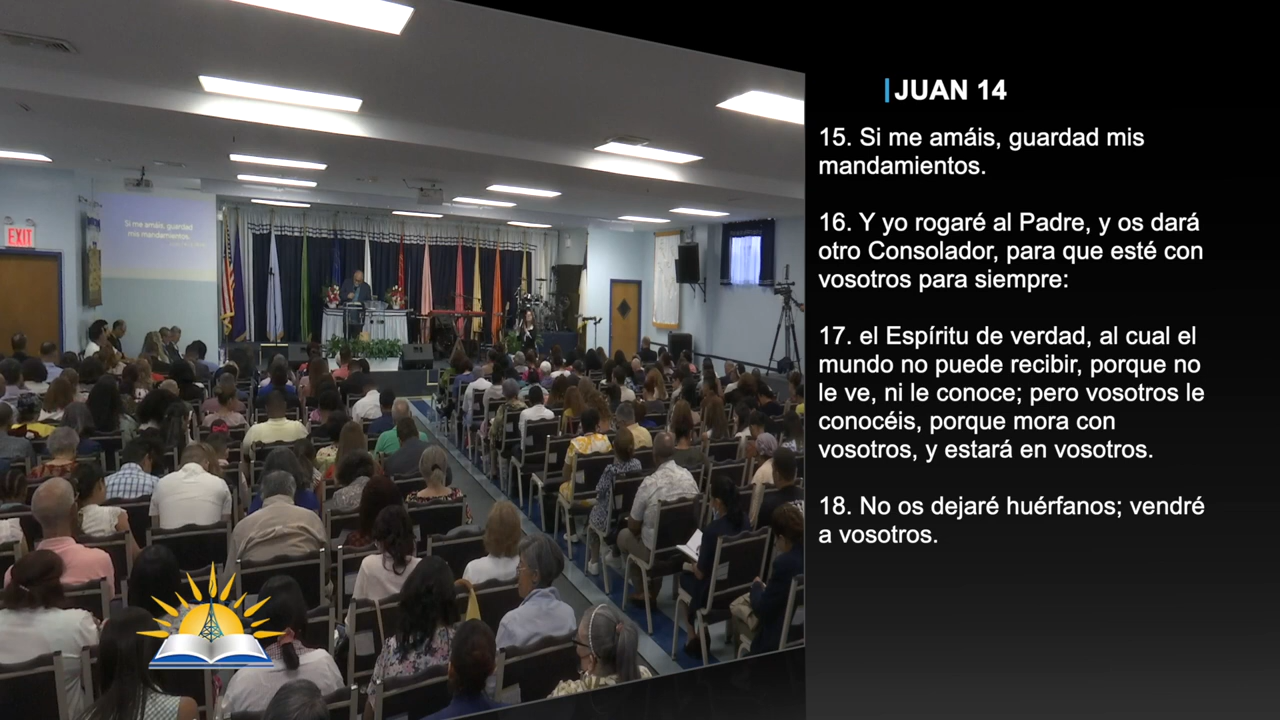 JUAN 14
15. Si me amáis, guardad mis
mandamientos.
16. Y yo rogaré al Padre, y os dará
otro Consolador, para que esté con
vosotros para siempre:
17. el Espíritu de verdad, al cual el
mundo no puede recibir, porque no
le ve, ni le conoce; pero vosotros le
conocéis, porque mora con
vosotros, y estará en vosotros.
18. No os dejaré huérfanos; vendré
a vosotros.
EXIT
Si me amáis, guardad
mis mandamientos.